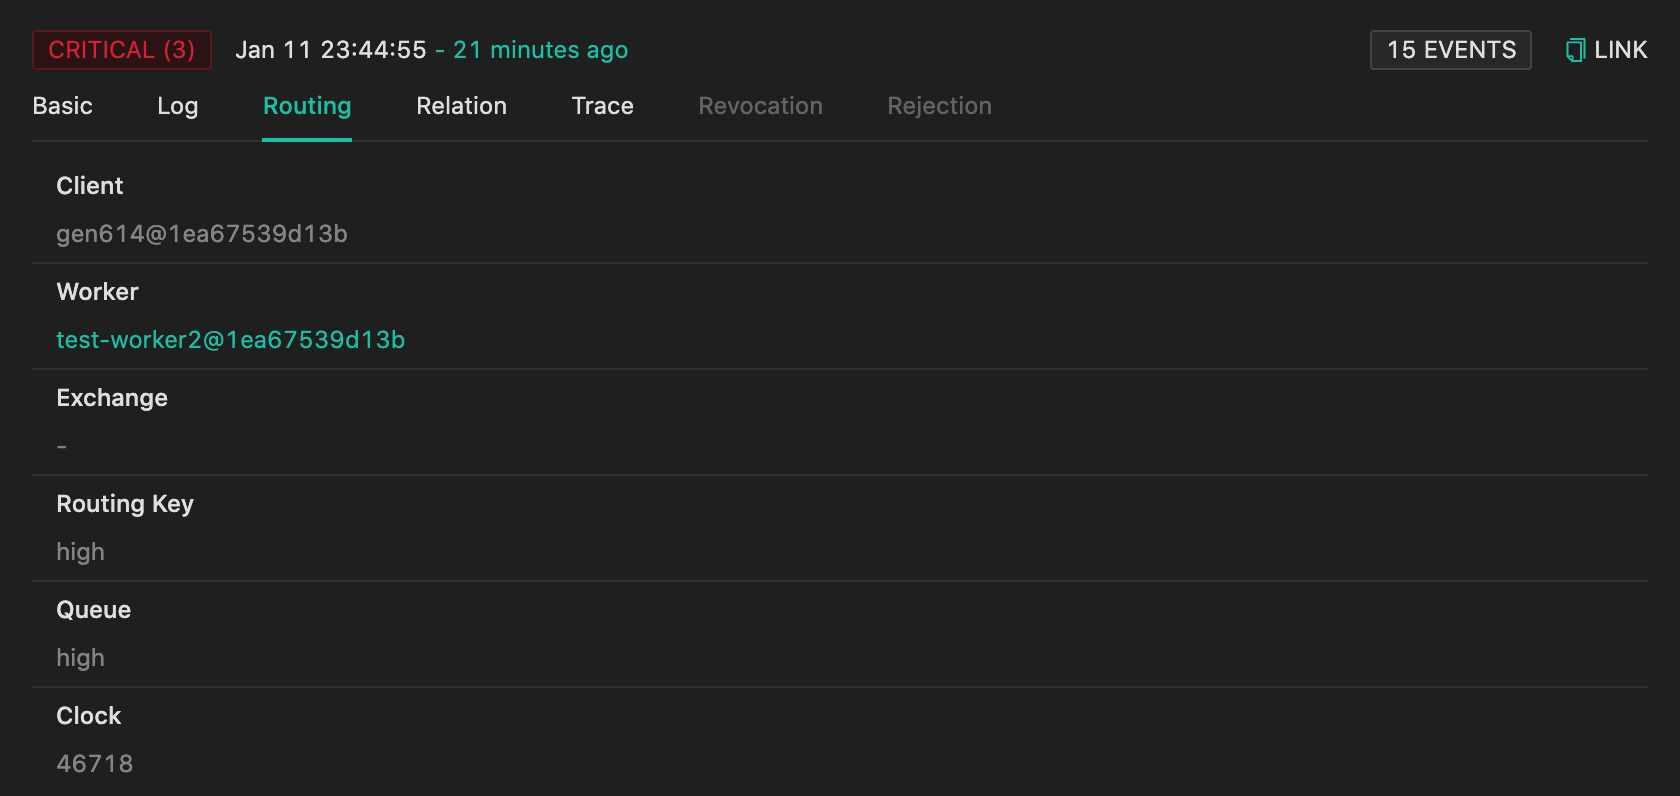 CRITICAL (3) Jan 11 23:44:55 - 21 minutes ago 15 EVENTS LINK
Basic Log Routing Relation Trace Revocation Rejection
Client
gen614@1ea67539d13b
Worker
test-worker2@1ea67539d13b
Exchange
-
Routing Key
high
Queue
high
Clock
46718